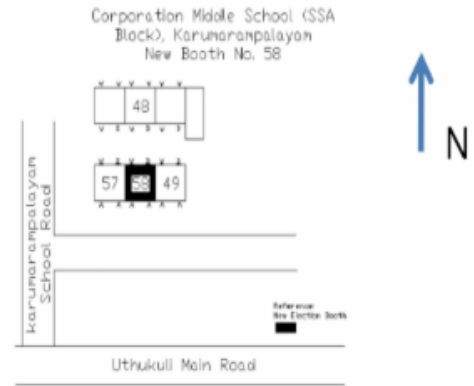 Corporation Middle School (SSA
Block), Karumarampalayam
New Booth No. 58
N
48
57 58 49
karumarampalayam
School Road
Reference
New Election Booth
Uthukuli Main Road